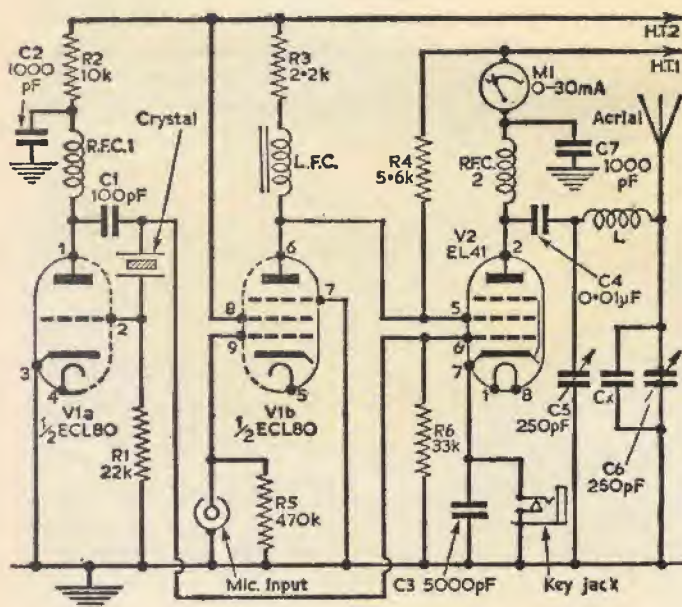 C2
1000
pF
R2
10k
R.F.C.1
C1
100pF
Crystal
1
2
3
4
V1a
½ECL80
R1
22k
R3
2·2k
L.F.C.
6
7
8
9
5
V1b
½ECL80
R5
470k
Mic. Input
H.T.2
H.T.1
M1
0-30mA
R4
5·6k
R.F.C.
2
C7
1000
pF
Aerial
V2
EL41
2
C4
0·01µF
L
5
6
7
1
8
R6
33k
C5
250pF
Cx
C6
250pF
C3 5000pF
Key jack